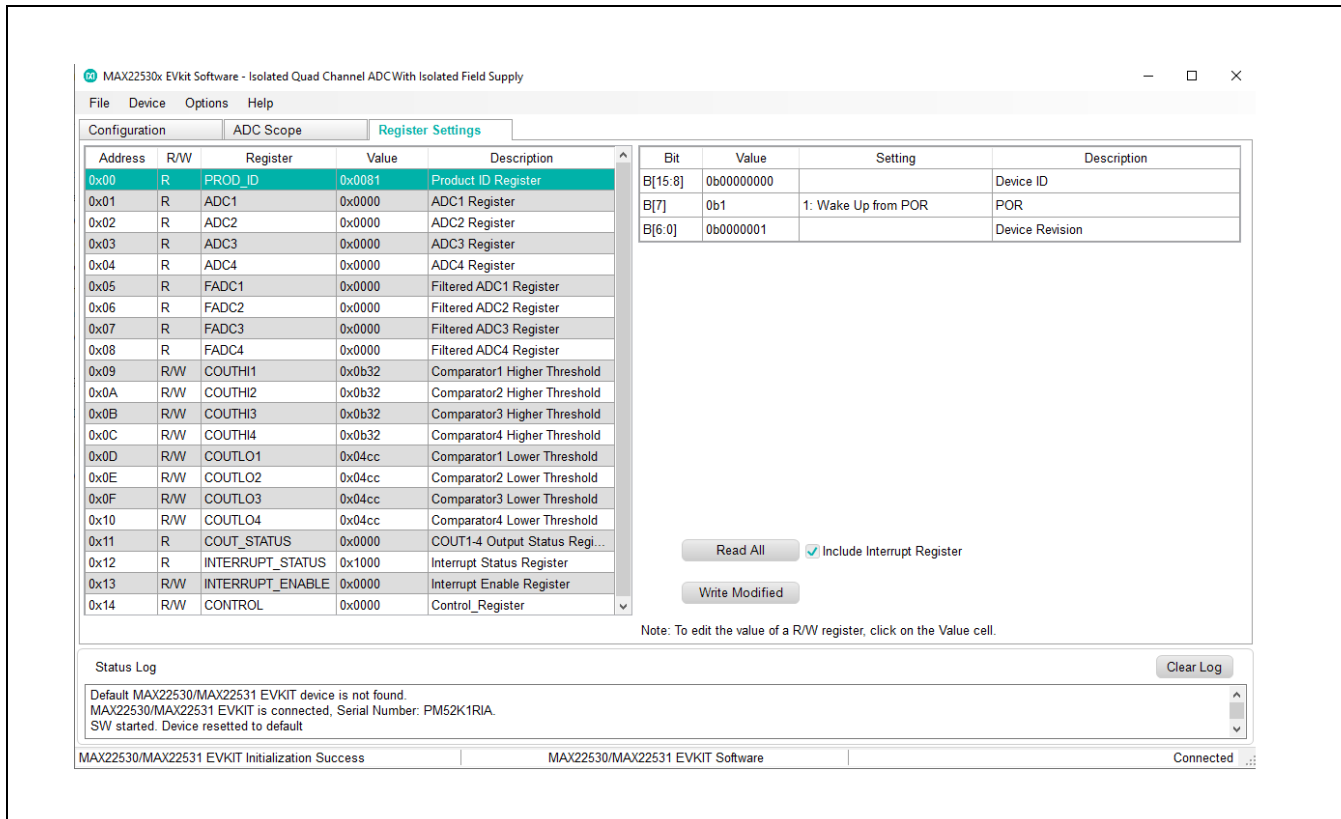 MAX22530x EVkit Software - Isolated Quad Channel ADC With Isolated Field Supply
File Device Options Help
Configuration ADC Scope Register Settings
Address R/W Register Value Description
0x00 R PROD_ID 0x0081 Product ID Register
0x01 R ADC1 0x0000 ADC1 Register
0x02 R ADC2 0x0000 ADC2 Register
0x03 R ADC3 0x0000 ADC3 Register
0x04 R ADC4 0x0000 ADC4 Register
0x05 R FADC1 0x0000 Filtered ADC1 Register
0x06 R FADC2 0x0000 Filtered ADC2 Register
0x07 R FADC3 0x0000 Filtered ADC3 Register
0x08 R FADC4 0x0000 Filtered ADC4 Register
0x09 R/W COUTHI1 0x0b32 Comparator1 Higher Threshold
0x0A R/W COUTHI2 0x0b32 Comparator2 Higher Threshold
0x0B R/W COUTHI3 0x0b32 Comparator3 Higher Threshold
0x0C R/W COUTHI4 0x0b32 Comparator4 Higher Threshold
0x0D R/W COUTLO1 0x04cc Comparator1 Lower Threshold
0x0E R/W COUTLO2 0x04cc Comparator2 Lower Threshold
0x0F R/W COUTLO3 0x04cc Comparator3 Lower Threshold
0x10 R/W COUTLO4 0x04cc Comparator4 Lower Threshold
0x11 R COUT_STATUS 0x0000 COUT1-4 Output Status Regi...
0x12 R INTERRUPT_STATUS 0x1000 Interrupt Status Register
0x13 R/W INTERRUPT_ENABLE 0x0000 Interrupt Enable Register
0x14 R/W CONTROL 0x0000 Control_Register
Bit Value Setting Description
B[15:8] 0b00000000 Device ID
B[7] 0b1 1: Wake Up from POR POR
B[6:0] 0b0000001 Device Revision
Read All Include Interrupt Register
Write Modified
Note: To edit the value of a R/W register, click on the Value cell.
Status Log Clear Log
Default MAX22530/MAX22531 EVKIT device is not found.
MAX22530/MAX22531 EVKIT is connected, Serial Number: PM52K1RIA.
SW started. Device resetted to default
MAX22530/MAX22531 EVKIT Initialization Success MAX22530/MAX22531 EVKIT Software Connected